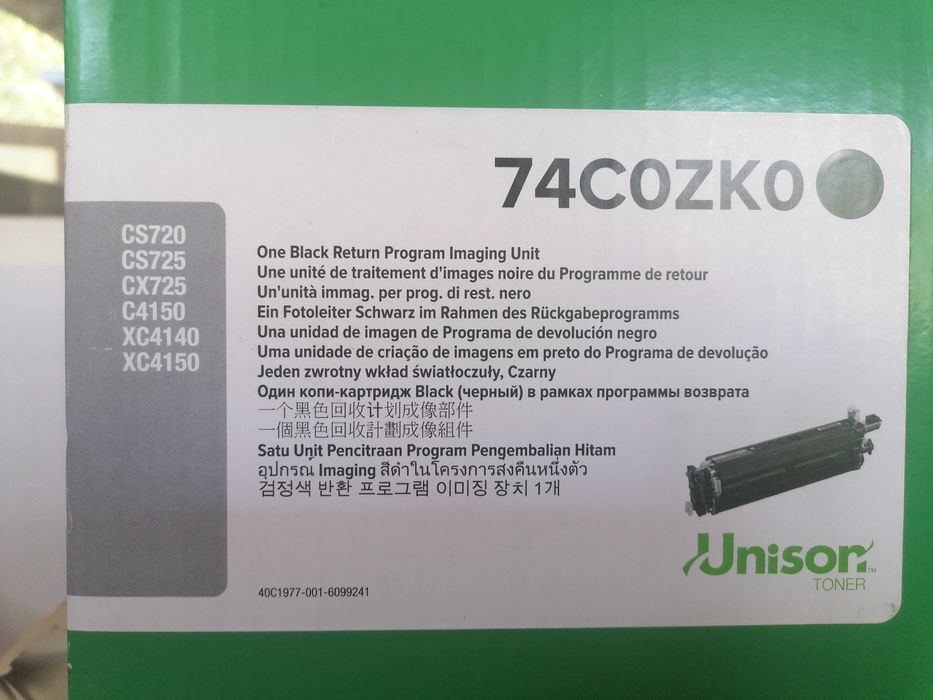 74C0ZK0
CS720
CS725
CX725
C4150
XC4140
XC4150
One Black Return Program Imaging Unit
Une unité de traitement d'images noire du Programme de retour
Un'unità immag. per prog. di rest. nero
Ein Fotoleiter Schwarz im Rahmen des Rückgabeprogramms
Una unidad de imagen de Programa de devolución negro
Uma unidade de criação de imagens em preto do Programa de devolução
Jeden zwrotny wkład światłoczuły, Czarny
Один копи-картридж Black (черный) в рамках программы возврата
一个黑色回收计划成像部件
一個黑色回收計劃成像組件
Satu Unit Pencitraan Program Pengembalian Hitam
อุปกรณ์ Imaging สีดำในโครงการส่งคืนหนึ่งตัว
검정색 반환 프로그램 이미징 장치 1개
Unison™
TONER
40C1977-001-6099241